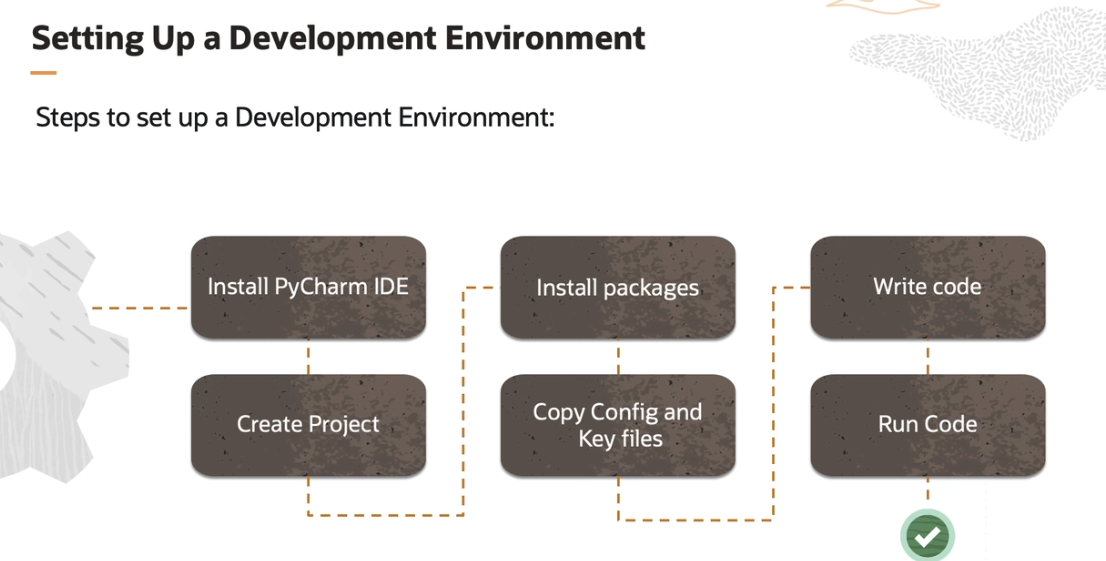 Setting Up a Development Environment
Steps to set up a Development Environment:
Install PyCharm IDE
Create Project
Install packages
Copy Config and
Key files
Write code
Run Code